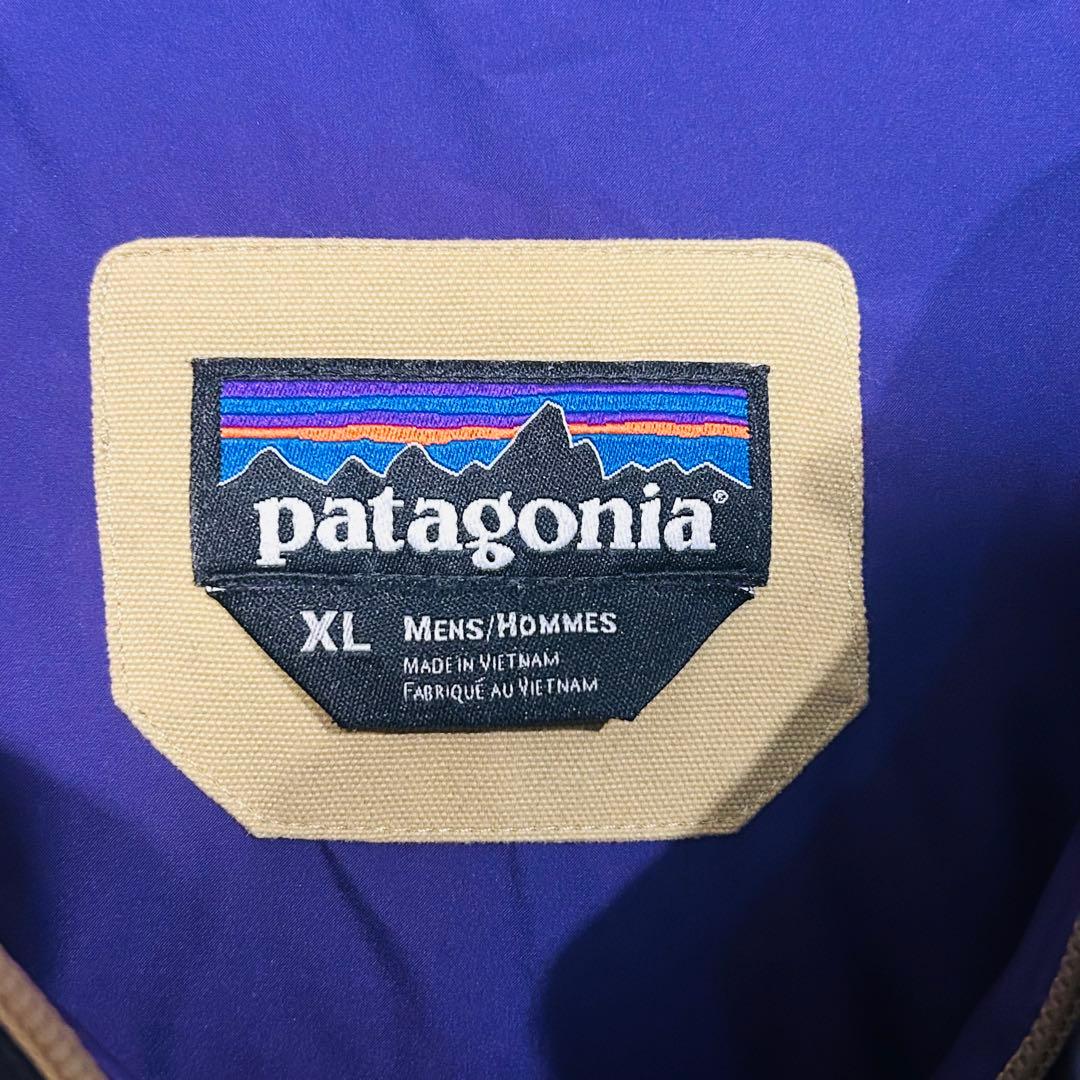 patagonia®
XL MENS/HOMMES
MADE IN VIETNAM
FABRIQUÉ AU VIETNAM